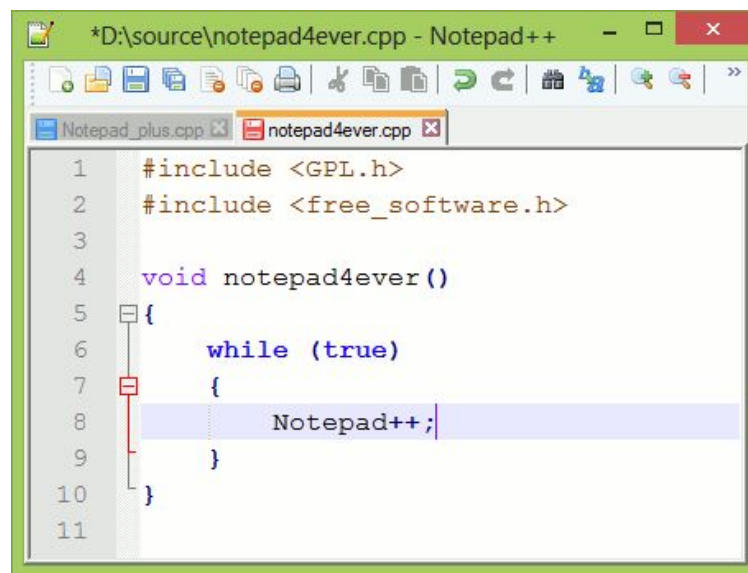 *D:\source\notepad4ever.cpp - Notepad++
Notepad_plus.cpp notepad4ever.cpp
1 #include <GPL.h>
2 #include <free_software.h>
3
4 void notepad4ever()
5 {
6 while (true)
7 {
8 Notepad++;
9 }
10 }
11